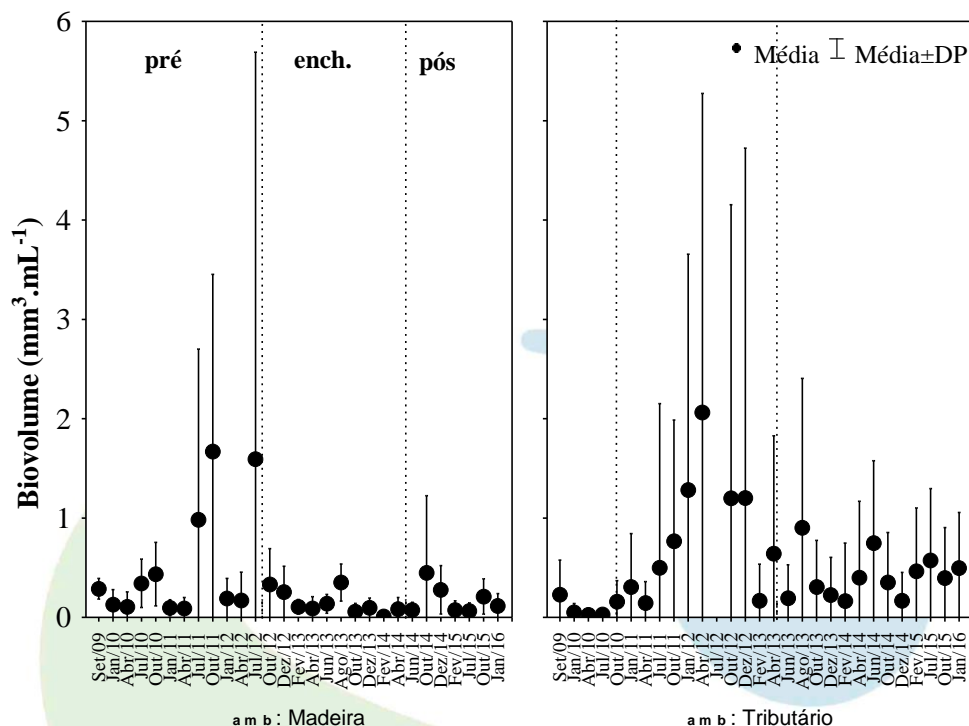 6
5
4
3
2
1
0
Biovolume (mm³.mL⁻¹)
pré
ench.
pós
Média
Média±DP
Set/09
Jan/10
Abr/10
Jul/10
Out/10
Jan/11
Abr/11
Jul/11
Out/11
Jan/12
Abr/12
Jul/12
Out/12
Dez/12
Fev/13
Abr/13
Jun/13
Ago/13
Out/13
Dez/13
Fev/14
Abr/14
Jun/14
Out/14
Dez/14
Fev/15
Jul/15
Out/15
Jan/16
amb: Madeira
Set/09
Jan/10
Abr/10
Jul/10
Out/10
Jan/11
Abr/11
Jul/11
Out/11
Jan/12
Abr/12
Jul/12
Out/12
Dez/12
Fev/13
Abr/13
Jun/13
Ago/13
Out/13
Dez/13
Fev/14
Abr/14
Jun/14
Out/14
Dez/14
Fev/15
Jul/15
Out/15
Jan/16
amb: Tributário